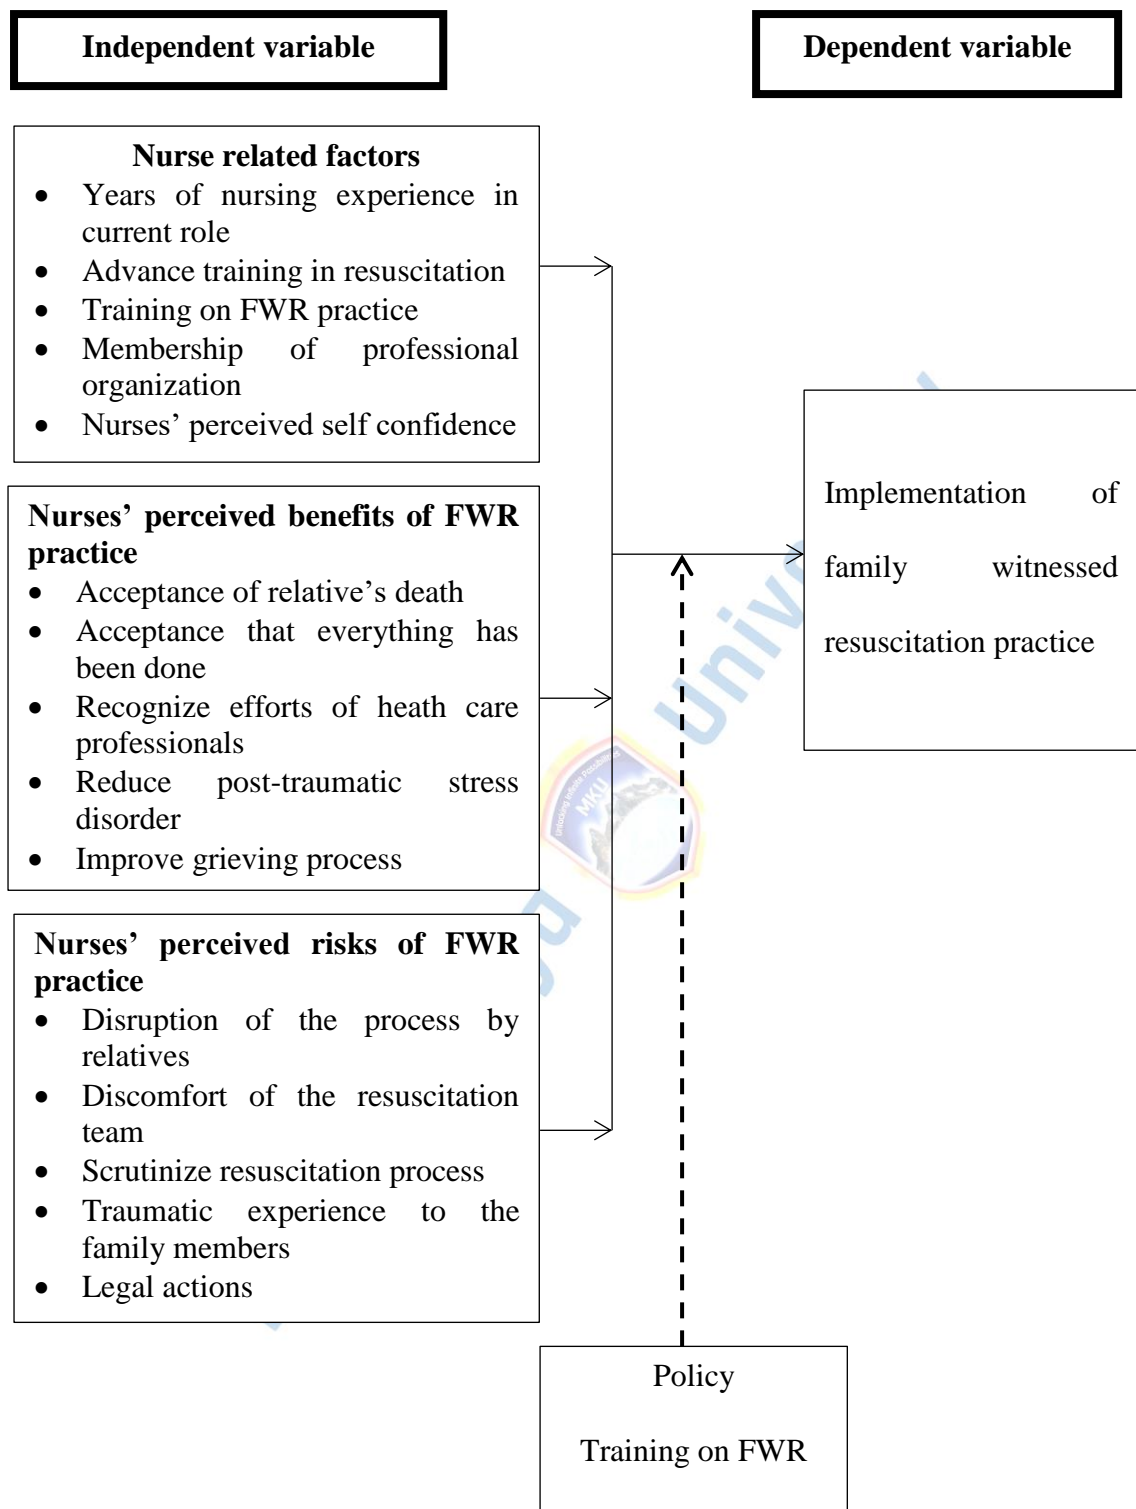 Independent variable
Dependent variable
Nurse related factors
• Years of nursing experience in
current role
• Advance training in resuscitation
• Training on FWR practice
• Membership of professional
organization
• Nurses’ perceived self confidence
Nurses’ perceived benefits of FWR
practice
• Acceptance of relative’s death
• Acceptance that everything has
been done
• Recognize efforts of heath care
professionals
• Reduce post-traumatic stress
disorder
• Improve grieving process
Nurses’ perceived risks of FWR
practice
• Disruption of the process by
relatives
• Discomfort of the resuscitation
team
• Scrutinize resuscitation process
• Traumatic experience to the
family members
• Legal actions
Implementation of
family witnessed
resuscitation practice
Policy
Training on FWR
Unlocking Infinite Possibilities
MKU